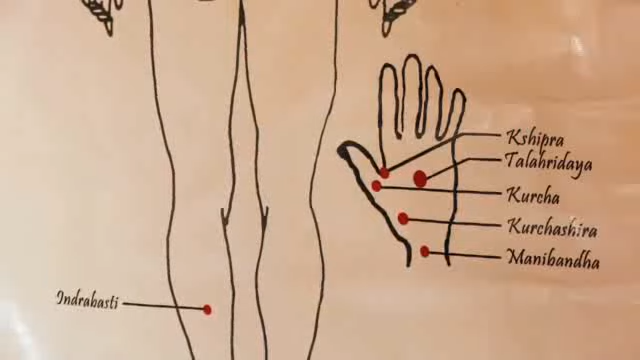 Kshipra
Talahridaya
Kurcha
Kurchashira
Manibandha
Indrabasti